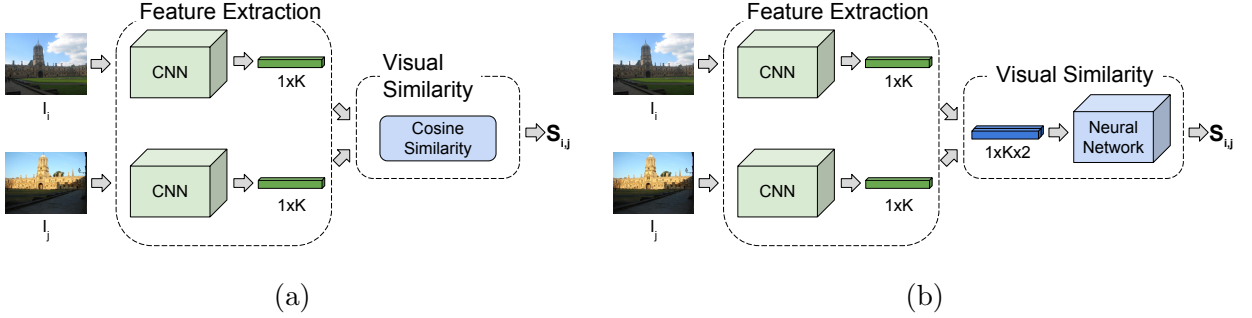 Feature Extraction
CNN
1xK
I_i
CNN
1xK
I_j
Visual
Similarity
Cosine
Similarity
S_i,j
(a)
Feature Extraction
CNN
1xK
I_i
CNN
1xK
I_j
Visual Similarity
1xKx2
Neural
Network
S_i,j
(b)